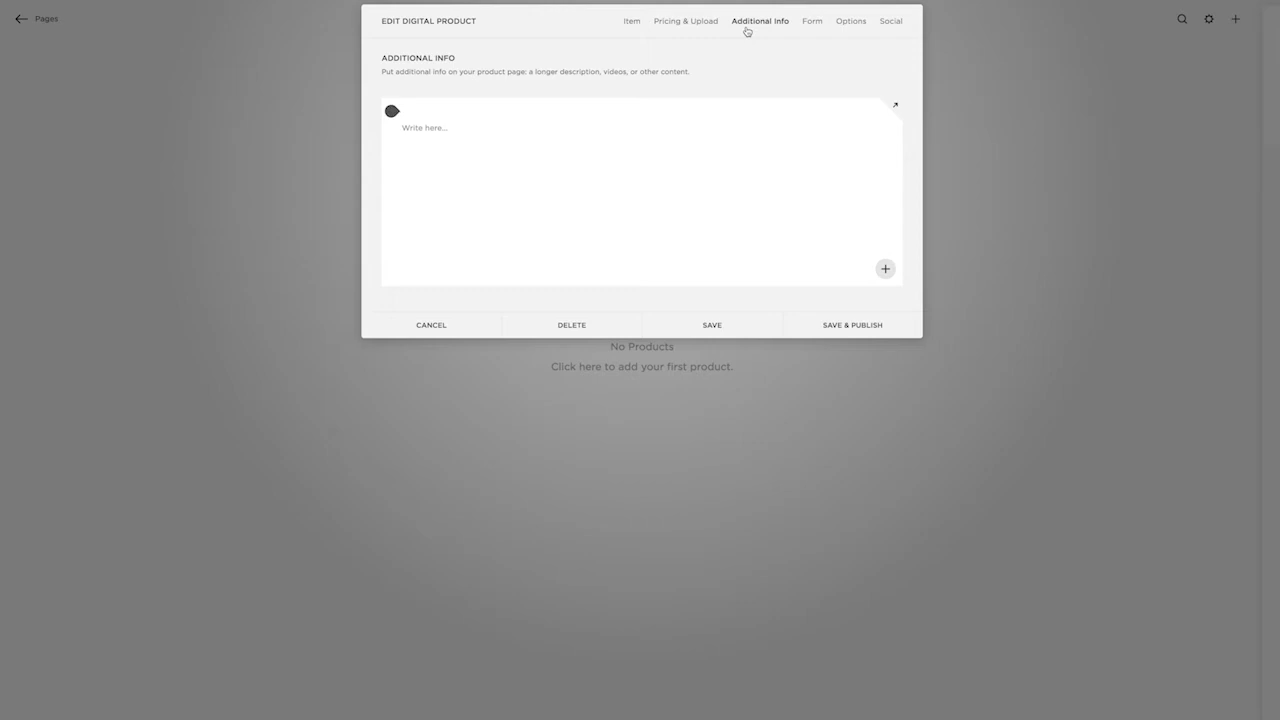 Pages
EDIT DIGITAL PRODUCT
Item Pricing & Upload Additional Info Form Options Social
ADDITIONAL INFO
Put additional info on your product page: a longer description, videos, or other content.
Write here...
CANCEL DELETE SAVE SAVE & PUBLISH
No Products
Click here to add your first product.